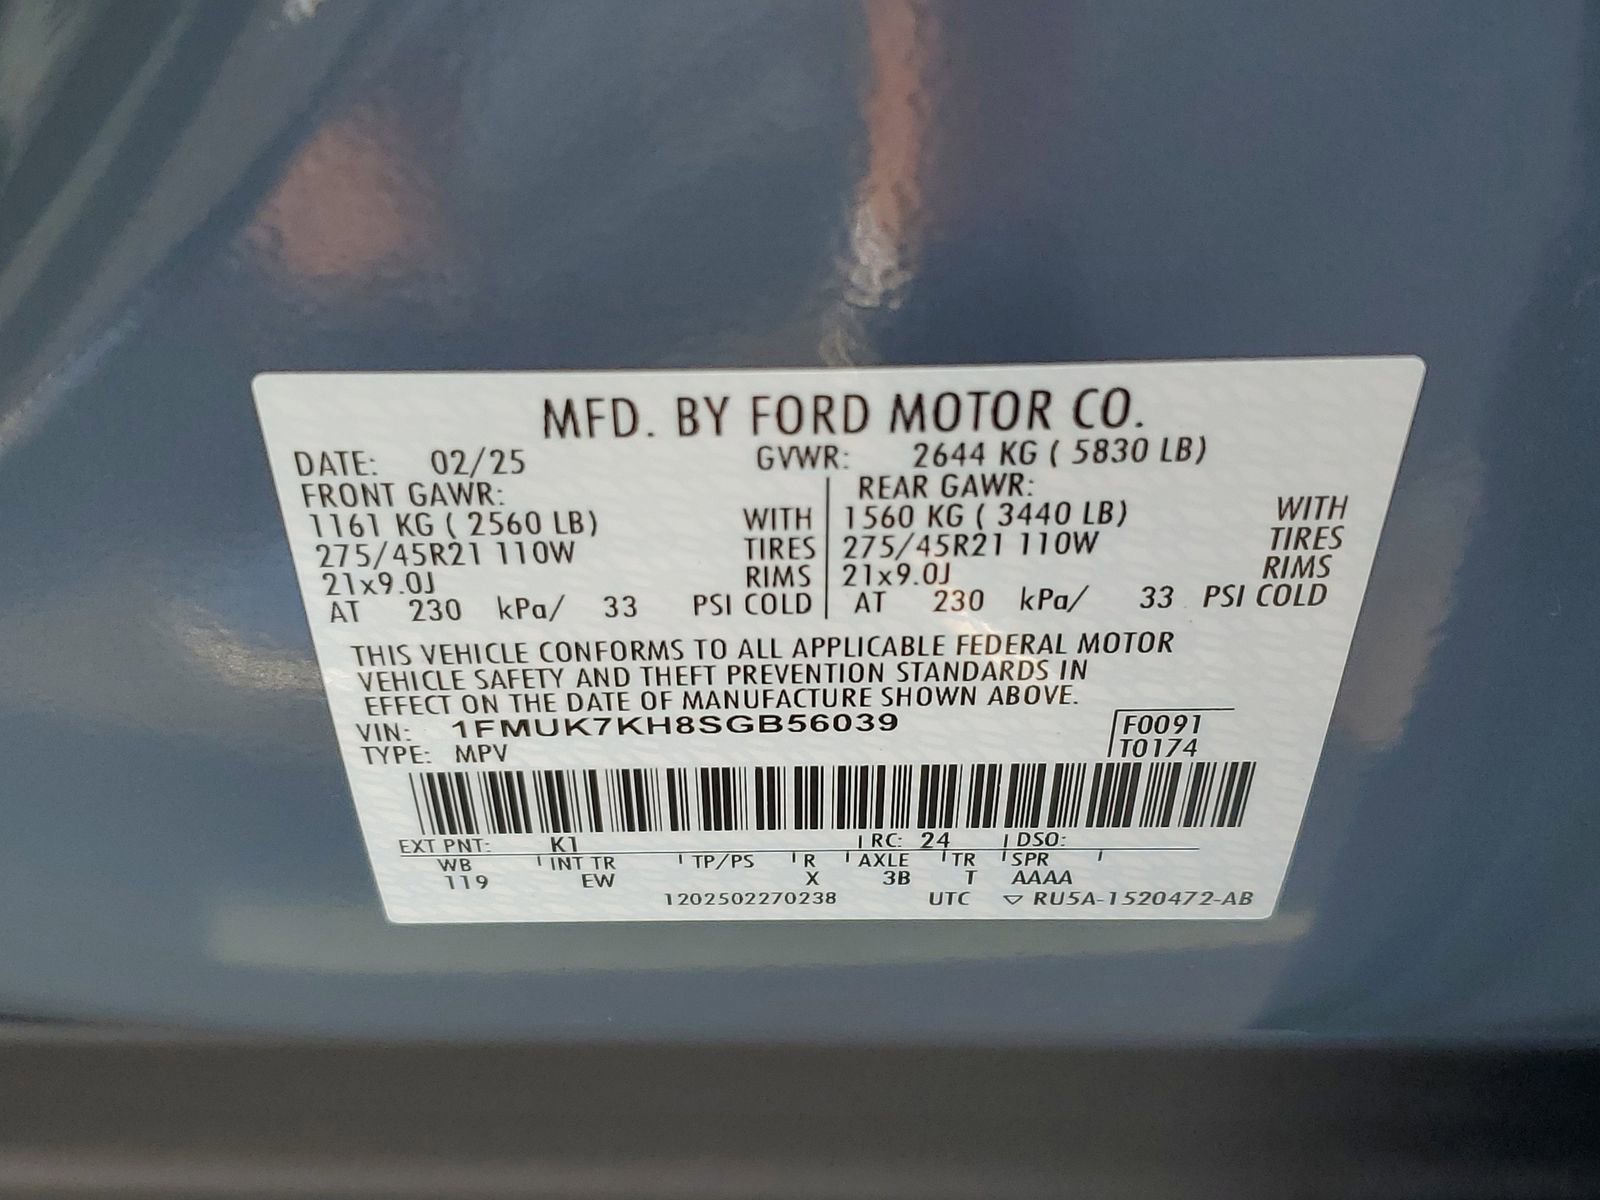 MFD. BY FORD MOTOR CO.
DATE: 02/25 GVWR: 2644 KG ( 5830 LB)
FRONT GAWR: REAR GAWR:
1161 KG ( 2560 LB) WITH 1560 KG ( 3440 LB) WITH
275/45R21 110W TIRES 275/45R21 110W TIRES
21x9.0J RIMS 21x9.0J RIMS
AT 230 kPa/ 33 PSI COLD AT 230 kPa/ 33 PSI COLD
THIS VEHICLE CONFORMS TO ALL APPLICABLE FEDERAL MOTOR
VEHICLE SAFETY AND THEFT PREVENTION STANDARDS IN
EFFECT ON THE DATE OF MANUFACTURE SHOWN ABOVE.
VIN: 1FMUK7KH8SGB56039 F0091
TYPE: MPV T0174
EXT PNT: K1 RC: 24 DSO:
WB INT TR TP/PS R AXLE TR SPR
119 EW X 3B T AAAA
1202502270238 UTC ▽ RU5A-1520472-AB